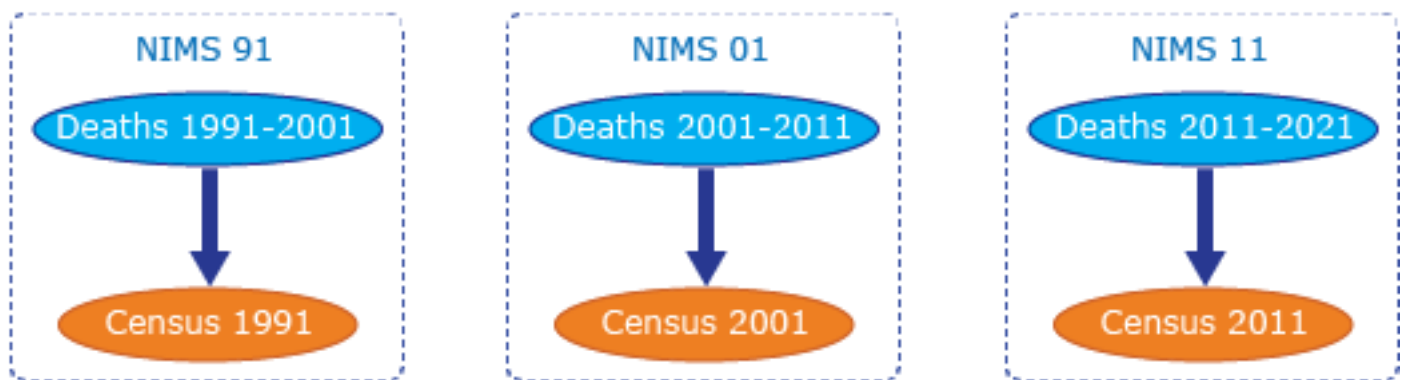 NIMS 91
Deaths 1991-2001
Census 1991
NIMS 01
Deaths 2001-2011
Census 2001
NIMS 11
Deaths 2011-2021
Census 2011